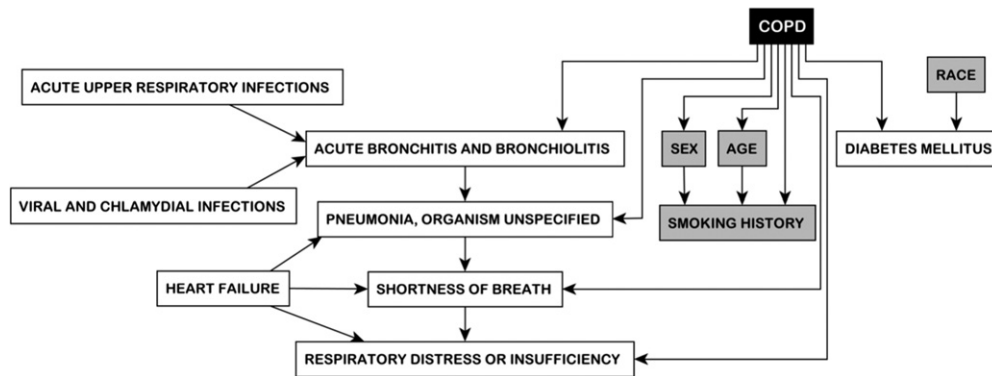 COPD
ACUTE UPPER RESPIRATORY INFECTIONS
RACE
ACUTE BRONCHITIS AND BRONCHIOLITIS
SEX
AGE
DIABETES MELLITUS
VIRAL AND CHLAMYDIAL INFECTIONS
PNEUMONIA, ORGANISM UNSPECIFIED
SMOKING HISTORY
HEART FAILURE
SHORTNESS OF BREATH
RESPIRATORY DISTRESS OR INSUFFICIENCY